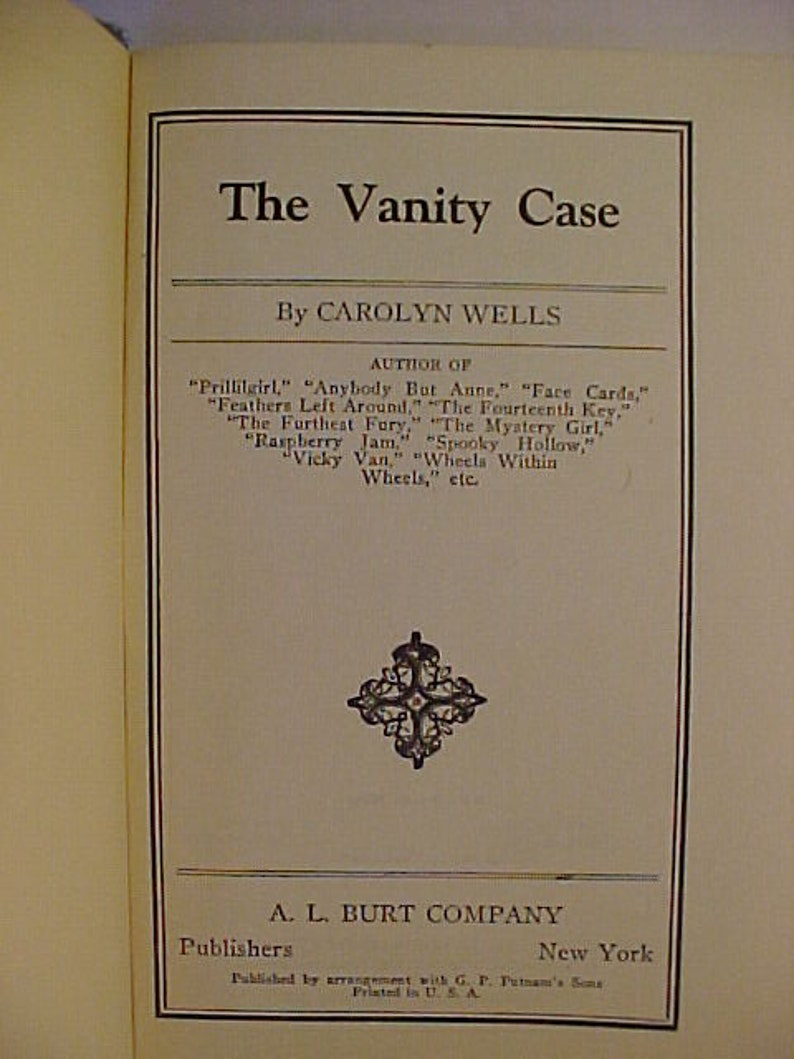 The Vanity Case
By CAROLYN WELLS
AUTHOR OF
"Prillilgirl," "Anybody But Anne," "Face Cards,"
"Feathers Left Around," "The Fourteenth Key,"
"The Furthest Fury," "The Mystery Girl,"
"Raspberry Jam," "Spooky Hollow,"
"Vicky Van," "Wheels Within
Wheels," etc.
A. L. BURT COMPANY
Publishers New York
Published by arrangement with G. P. Putnam's Sons
Printed in U. S. A.